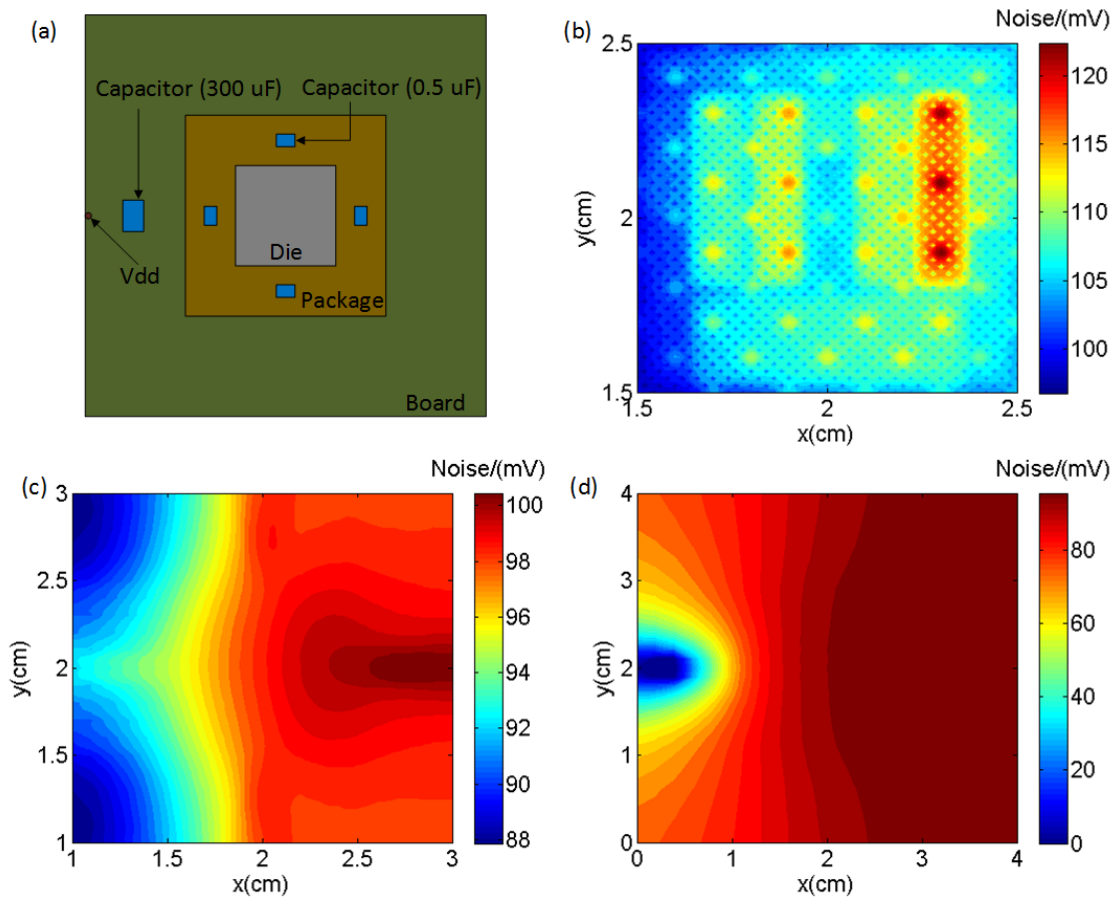 (a)
Capacitor (300 uF)
Capacitor (0.5 uF)
Vdd
Die
Package
Board
(b)
Noise/(mV)
2.5
2
1.5
y(cm)
1.5
2
2.5
x(cm)
120
115
110
105
100
(c)
Noise/(mV)
3
2.5
2
1.5
1
y(cm)
1
1.5
2
2.5
3
x(cm)
100
98
96
94
92
90
88
(d)
Noise/(mV)
4
3
2
1
0
y(cm)
0
1
2
3
4
x(cm)
80
60
40
20
0